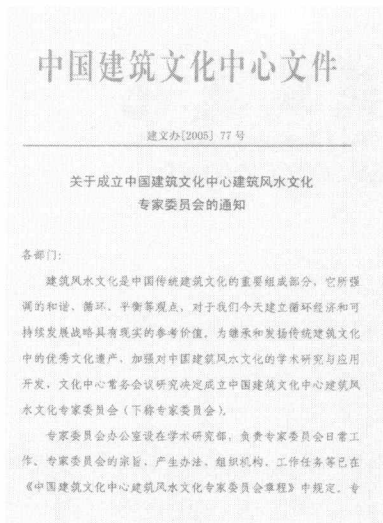 中国建筑文化中心文件
建文办[2005] 77 号
关于成立中国建筑文化中心建筑风水文化
专家委员会的通知
各部门：
建筑风水文化是中国传统建筑文化的重要组成部分，它所强
调的和谐、循环、平衡等观点，对于我们今天建立循环经济和可
持续发展战略具有现实的参考价值。为继承和发扬传统建筑文化
中的优秀文化遗产，加强对中国建筑风水文化的学术研究与应用
开发，文化中心常务会议研究决定成立中国建筑文化中心建筑风
水文化专家委员会（下称专家委员会）。
专家委员会办公室设在学术研究部，负责专家委员会日常工
作。专家委员会的宗旨、产生办法、组织机构、工作任务等已在
《中国建筑文化中心建筑风水文化专家委员会章程》中规定。专